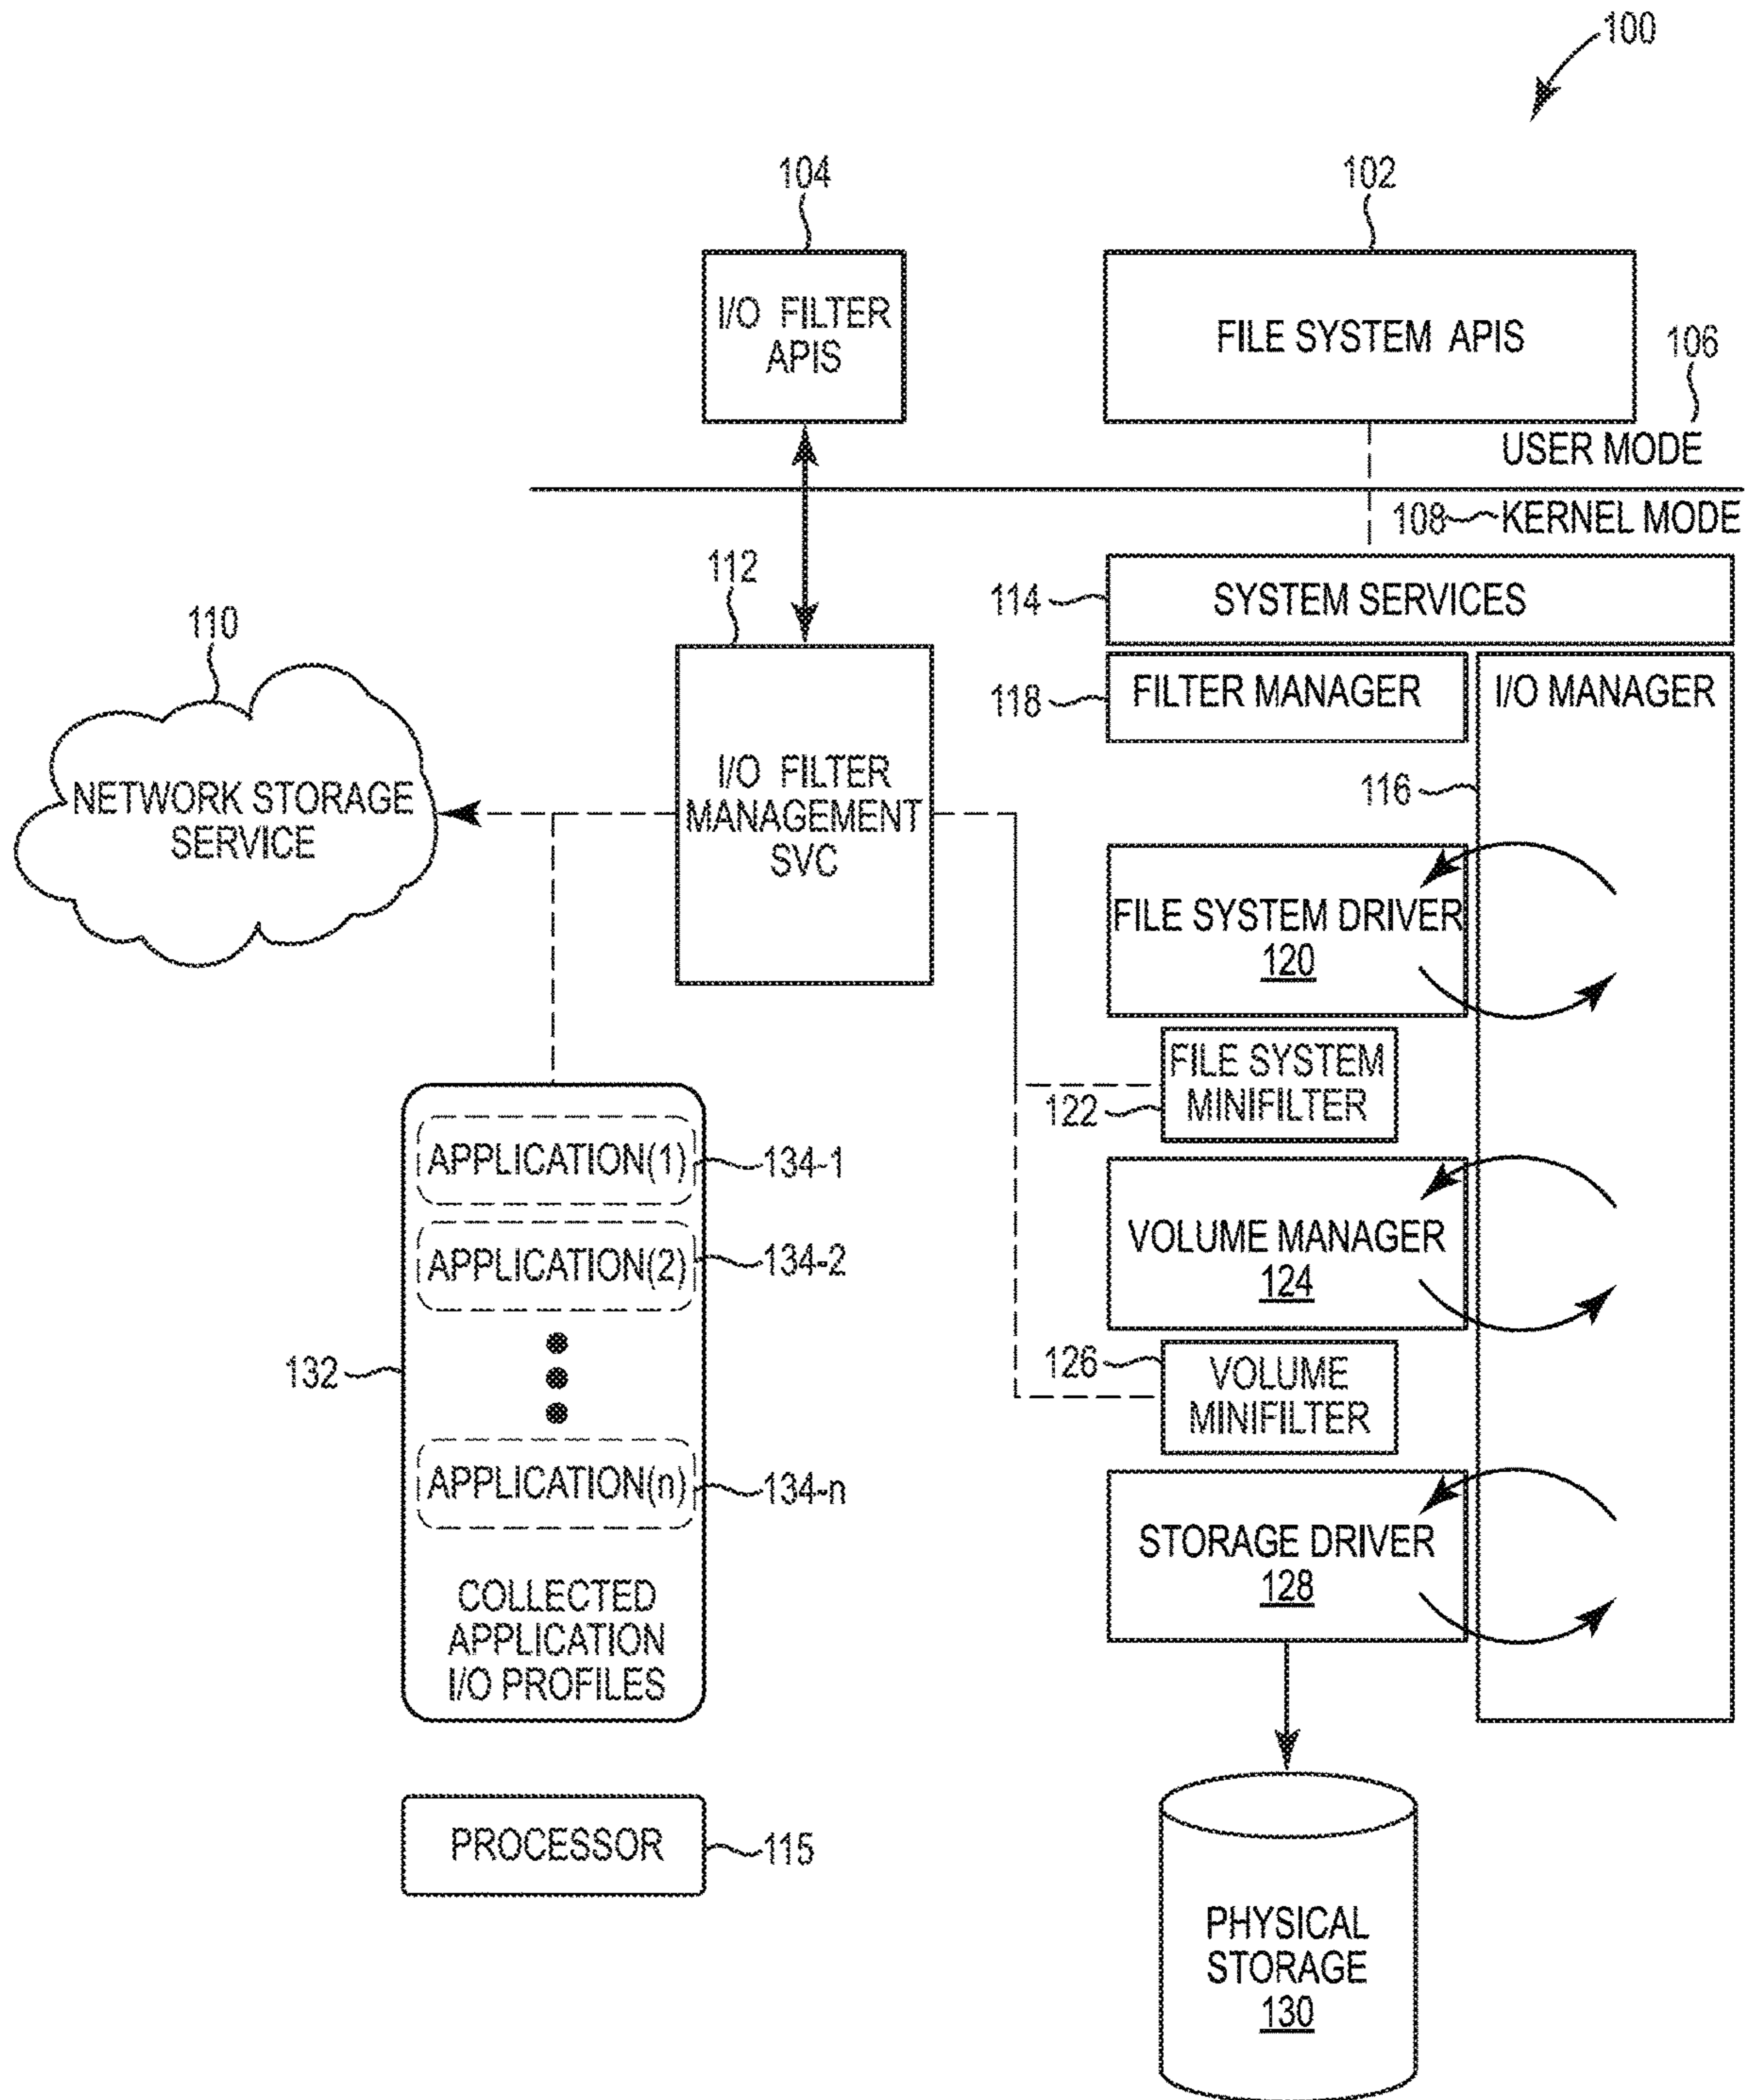 100
104
102
I/O FILTER
APIS
FILE SYSTEM APIS
106
USER MODE
108
KERNEL MODE
112
114
SYSTEM SERVICES
110
118
FILTER MANAGER
I/O MANAGER
NETWORK STORAGE
SERVICE
I/O FILTER
MANAGEMENT
SVC
116
FILE SYSTEM DRIVER
120
FILE SYSTEM
MINIFILTER
122
APPLICATION(1)
134-1
VOLUME MANAGER
124
APPLICATION(2)
134-2
132
126
VOLUME
MINIFILTER
APPLICATION(n)
134-n
STORAGE DRIVER
128
COLLECTED
APPLICATION
I/O PROFILES
PROCESSOR
115
PHYSICAL
STORAGE
130